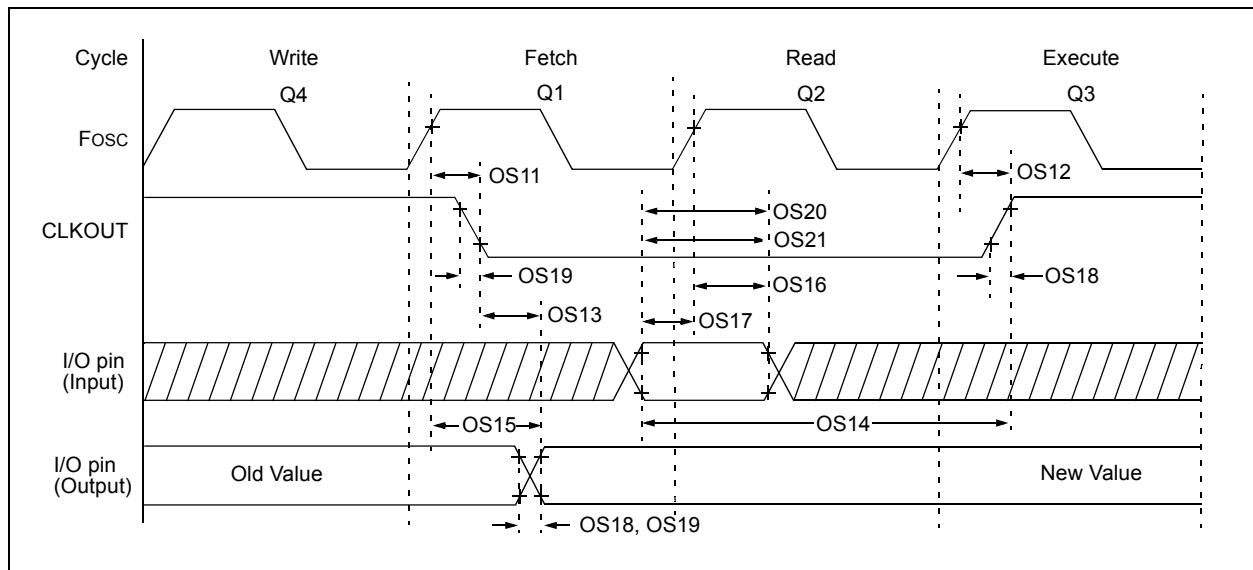 Cycle Write Fetch Read Execute
Q4 Q1 Q2 Q3
FOSC
OS11 OS12
OS20
CLKOUT
OS21
OS19 OS18
OS16
OS13 OS17
I/O pin
(Input)
OS15 OS14
I/O pin
(Output)
Old Value New Value
OS18, OS19